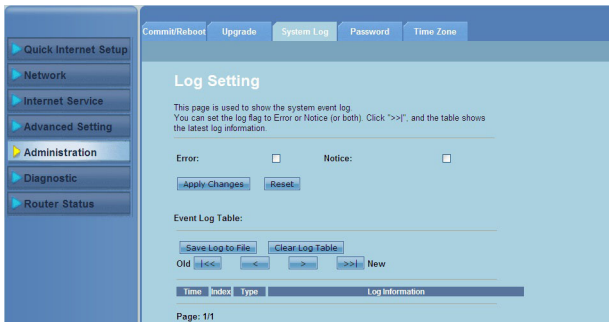 Commit/Reboot Upgrade System Log Password Time Zone
Quick Internet Setup
Network
Internet Service
Advanced Setting
Administration
Diagnostic
Router Status
Log Setting
This page is used to show the system event log.
You can set the log flag to Error or Notice (or both). Click ">>|", and the table shows
the latest log information.
Error: Notice:
Apply Changes Reset
Event Log Table:
Save Log to File Clear Log Table
Old |<< < > >>| New
Time Index Type Log Information
Page: 1/1